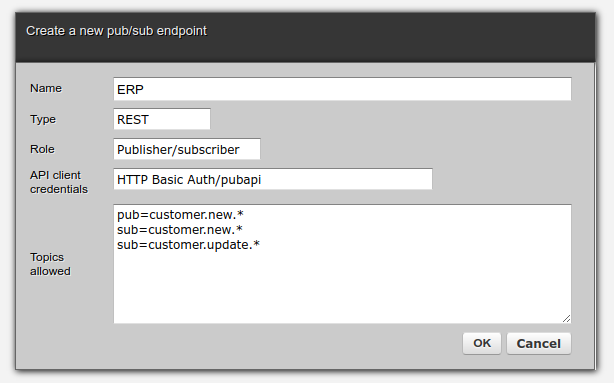 Create a new pub/sub endpoint
Name
ERP
Type
REST
Role
Publisher/subscriber
API client
credentials
HTTP Basic Auth/pubapi
Topics
allowed
pub=customer.new.*
sub=customer.new.*
sub=customer.update.*
OK
Cancel